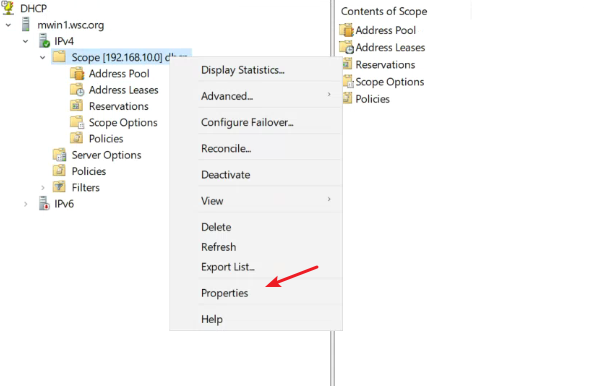 DHCP
mwin1.wsc.org
IPv4
Scope [192.168.10.0]
Address Pool
Address Leases
Reservations
Scope Options
Policies
Server Options
Policies
Filters
IPv6
Display Statistics...
Advanced...
Configure Failover...
Reconcile...
Deactivate
View
Delete
Refresh
Export List...
Properties
Help
Contents of Scope
Address Pool
Address Leases
Reservations
Scope Options
Policies